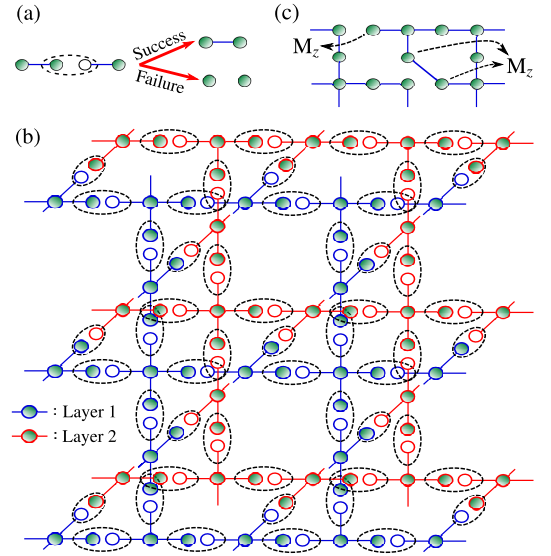 (a)
Success
Failure
(c)
M_z
M_z
(b)
: Layer 1
: Layer 2